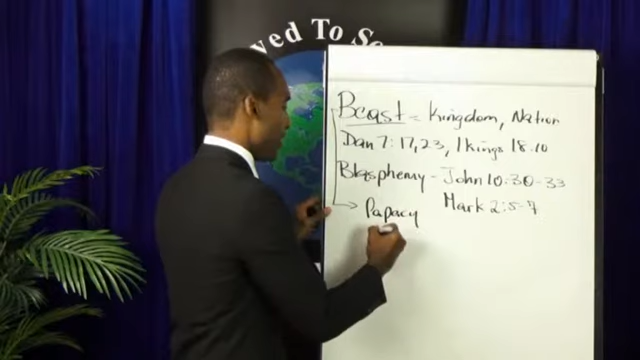 ved To Se
Beast = Kingdom, Nation
Dan 7:17,23, 1 Kings 18:10
Blasphemy - John 10:30-33
Mark 2:5-7
Papacy